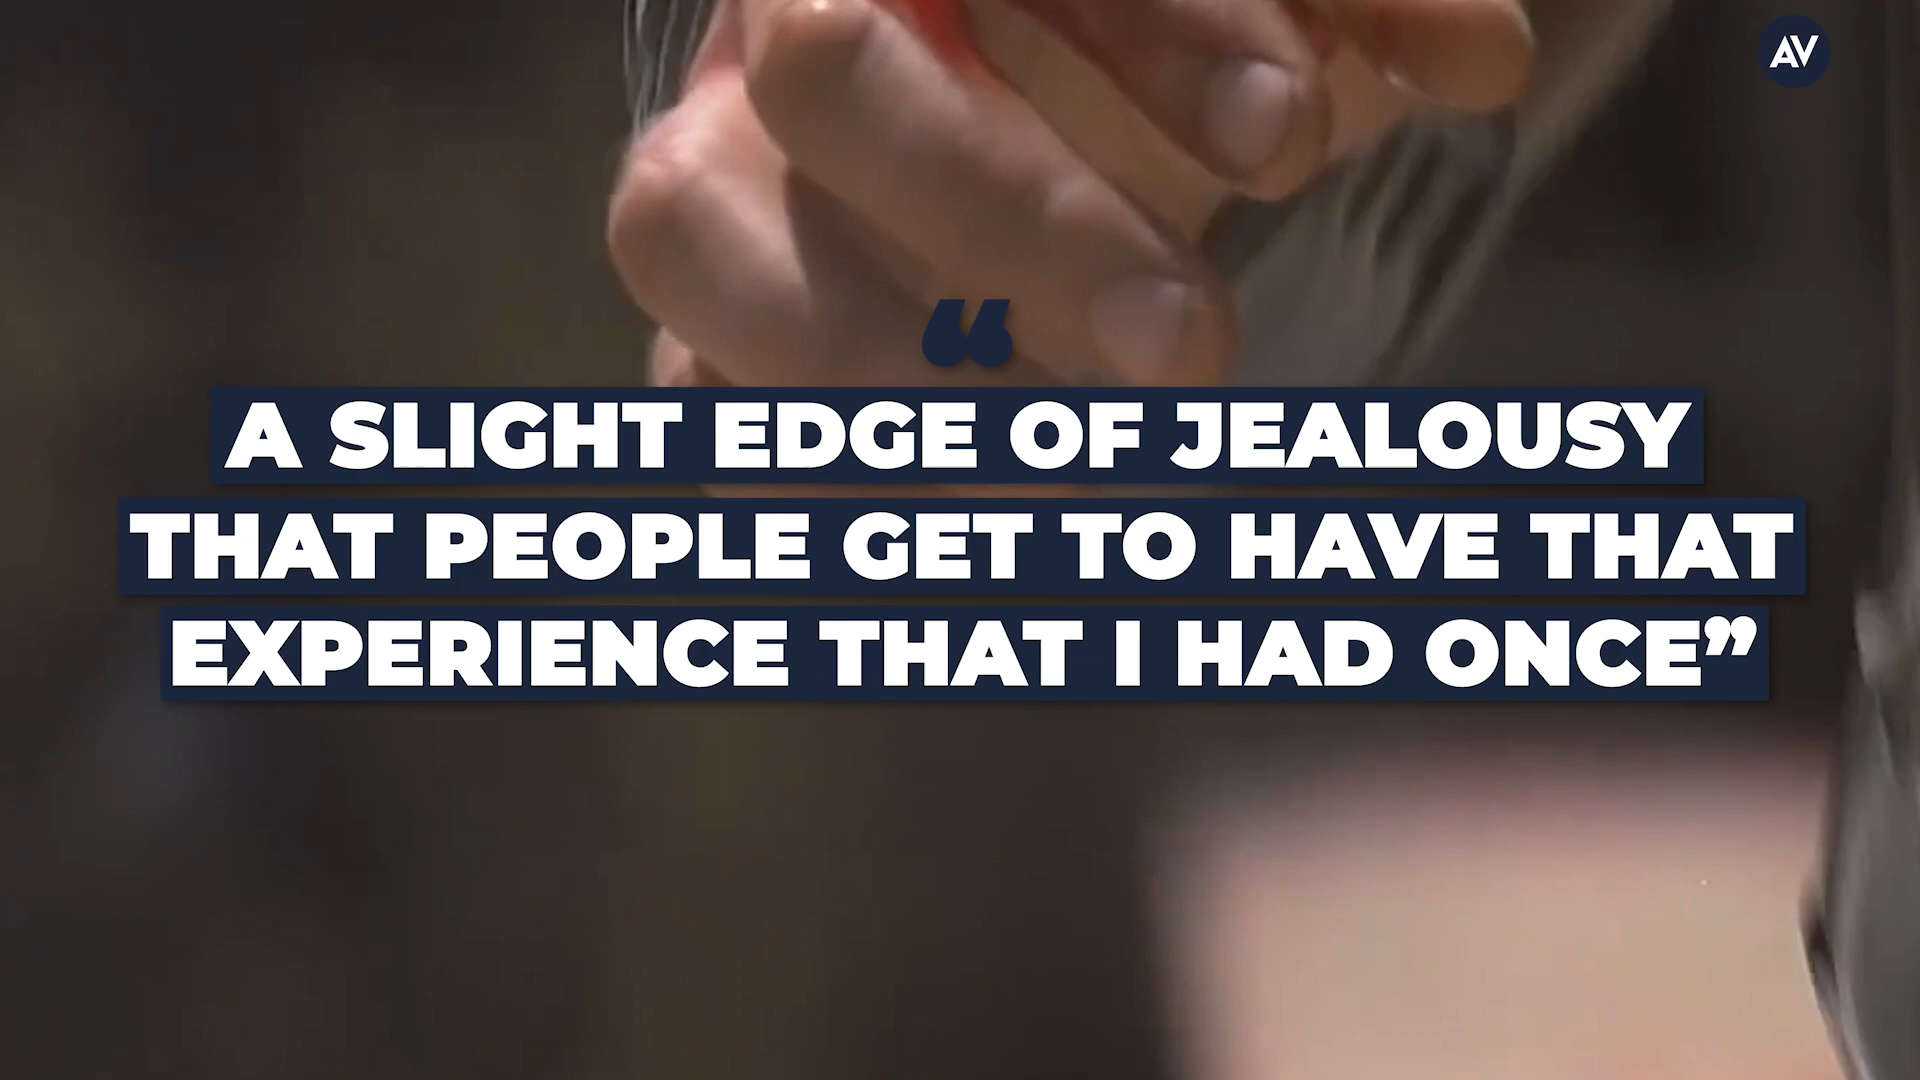 AV
“
A SLIGHT EDGE OF JEALOUSY
THAT PEOPLE GET TO HAVE THAT
EXPERIENCE THAT I HAD ONCE”